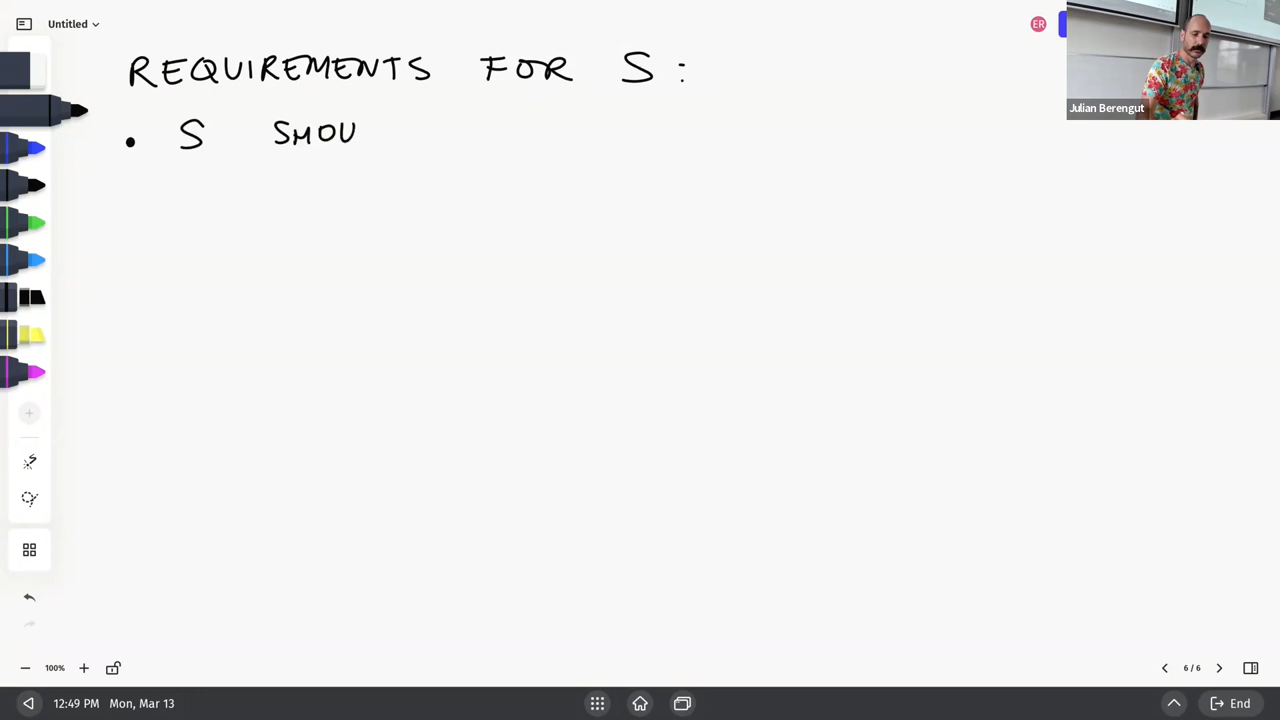 Untitled
ER
REQUIREMENTS FOR S :
Julian Berengut
• S SHOU
100%
6 / 6
12:49 PM Mon, Mar 13
End